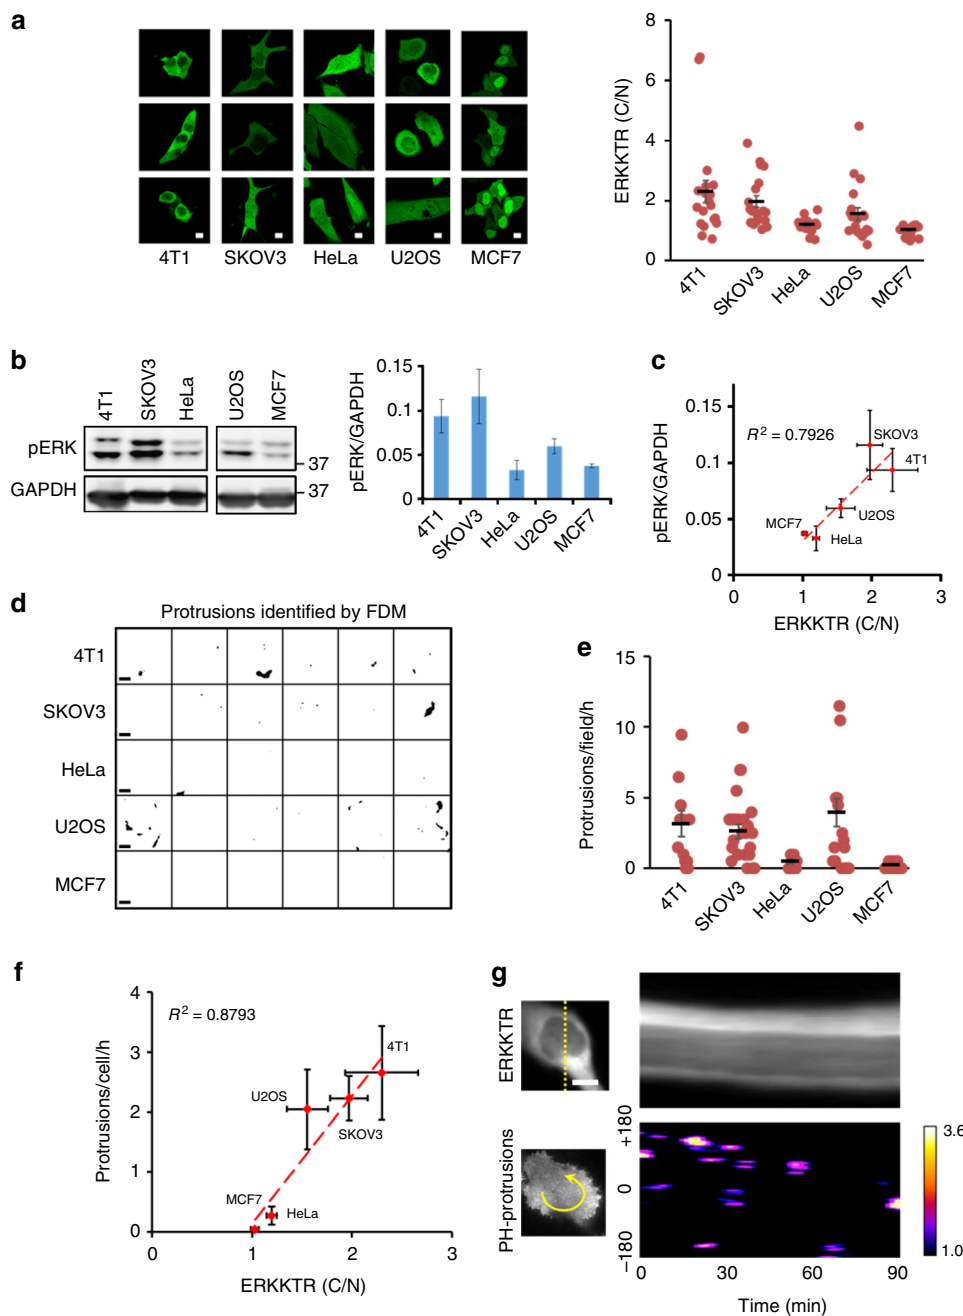 a
4T1 SKOV3 HeLa U2OS MCF7
ERKKTR (C/N)
8
6
4
2
0
4T1 SKOV3 HeLa U2OS MCF7
b
4T1 SKOV3 HeLa U2OS MCF7
pERK
37
GAPDH
37
pERK/GAPDH
0.15
0.1
0.05
0
4T1 SKOV3 HeLa U2OS MCF7
c
pERK/GAPDH
0.15
0.1
0.05
0
R² = 0.7926
SKOV3
4T1
U2OS
MCF7
HeLa
0 1 2 3
ERKKTR (C/N)
d
Protrusions identified by FDM
4T1
SKOV3
HeLa
U2OS
MCF7
e
Protrusions/field/h
15
10
5
0
4T1 SKOV3 HeLa U2OS MCF7
f
Protrusions/cell/h
4
3
2
1
0
R² = 0.8793
4T1
U2OS
SKOV3
MCF7
HeLa
0 1 2 3
ERKKTR (C/N)
g
ERKKTR
PH-protrusions
+180
0
−180
3.6
1.0
0 30 60 90
Time (min)